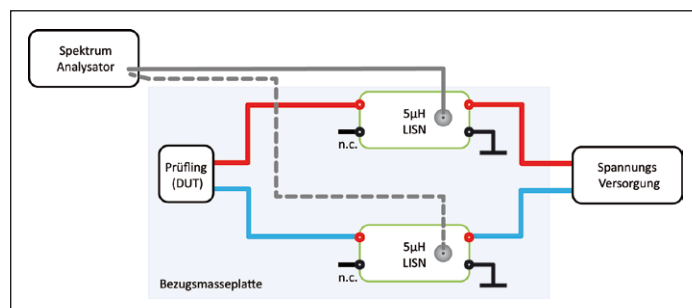 Spektrum
Analysator
5µH
LISN
n.c.
Prüfling
(DUT)
Spannungs
Versorgung
5µH
LISN
n.c.
Bezugsmasseplatte